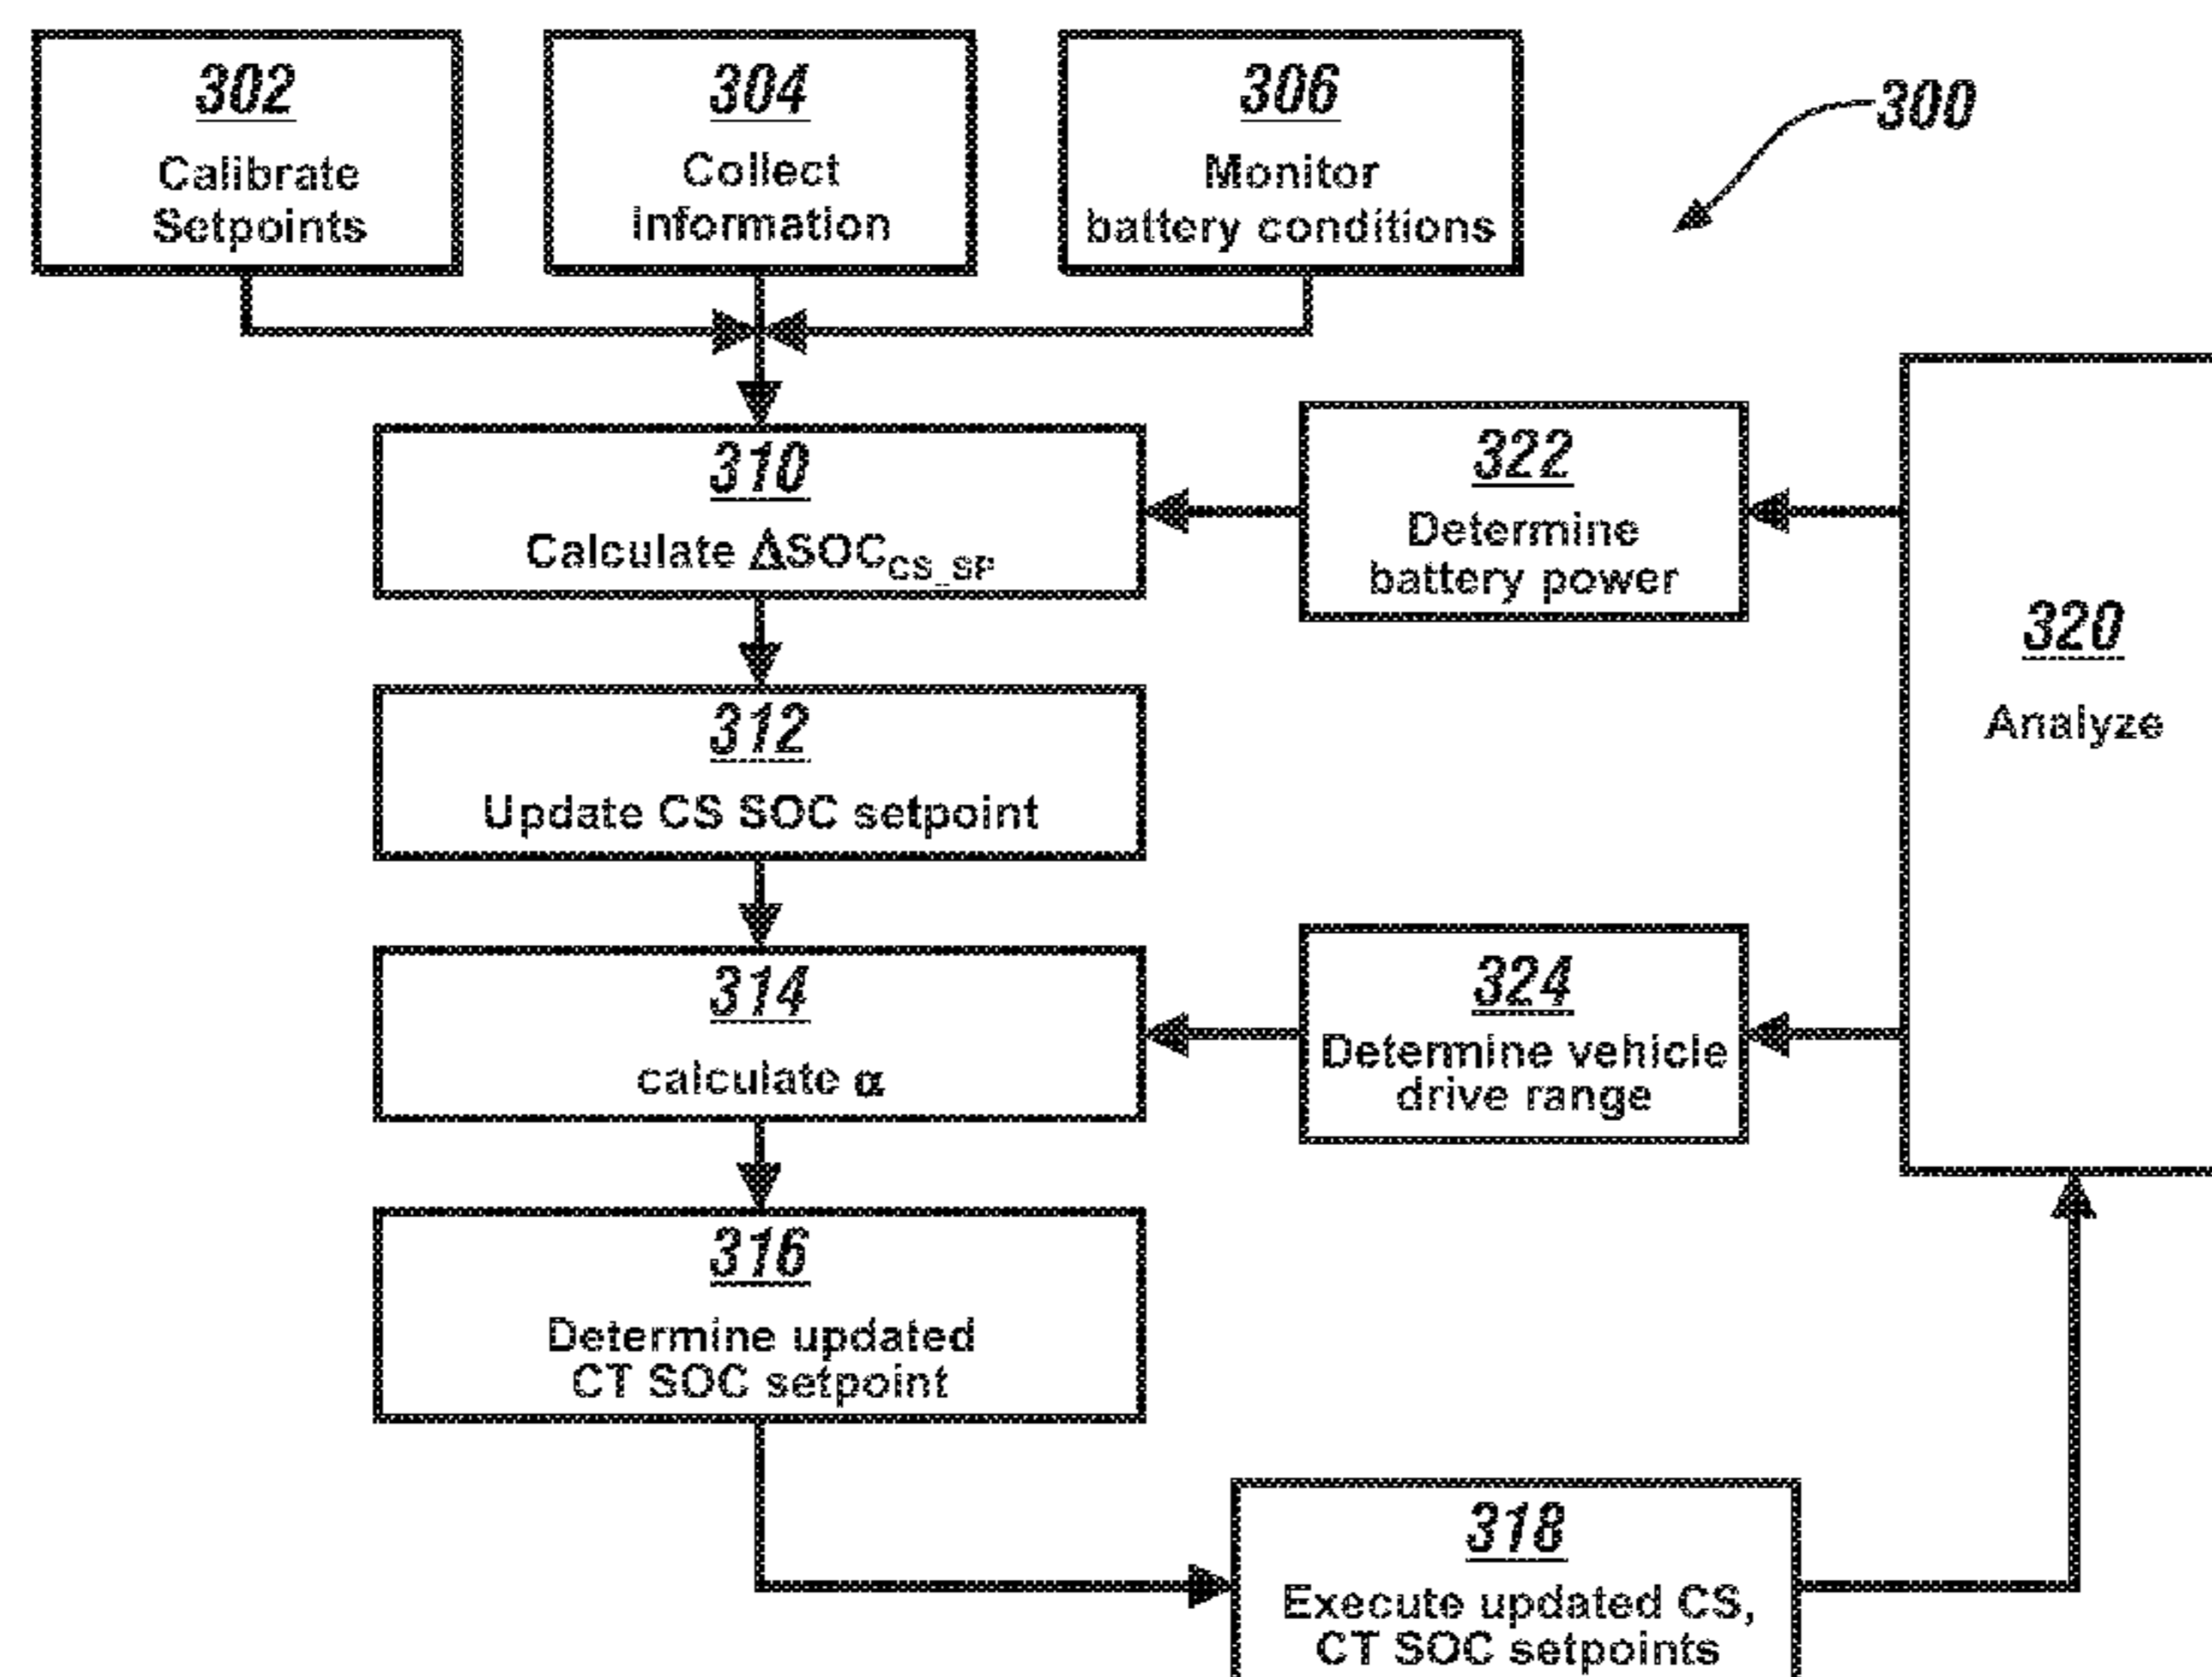 302
Calibrate
Setpoints
304
Collect
information
306
Monitor
battery conditions
300
310
Calculate ΔSOC_CS_SP
322
Determine
battery power
320
Analyze
312
Update CS SOC setpoint
314
calculate α
324
Determine vehicle
drive range
316
Determine updated
CT SOC setpoint
318
Execute updated CS,
CT SOC setpoints